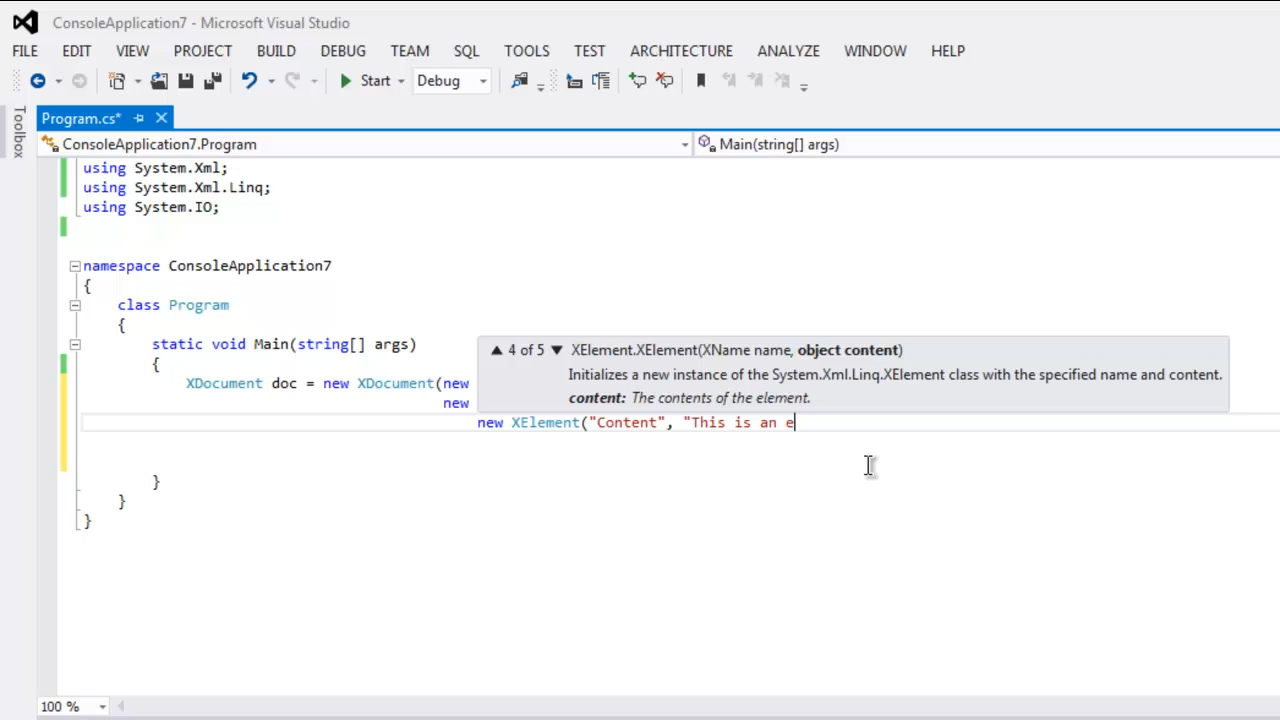 ConsoleApplication7 - Microsoft Visual Studio
FILE EDIT VIEW PROJECT BUILD DEBUG TEAM SQL TOOLS TEST ARCHITECTURE ANALYZE WINDOW HELP
Start Debug
Toolbox
Program.cs*
ConsoleApplication7.Program Main(string[] args)
using System.Xml;
using System.Xml.Linq;
using System.IO;
namespace ConsoleApplication7
{
class Program
{
static void Main(string[] args)
{
XDocument doc = new XDocument(new
new
4 of 5 XElement.XElement(XName name, object content)
Initializes a new instance of the System.Xml.Linq.XElement class with the specified name and content.
content: The contents of the element.
new XElement("Content", "This is an e
}
}
}
100 %